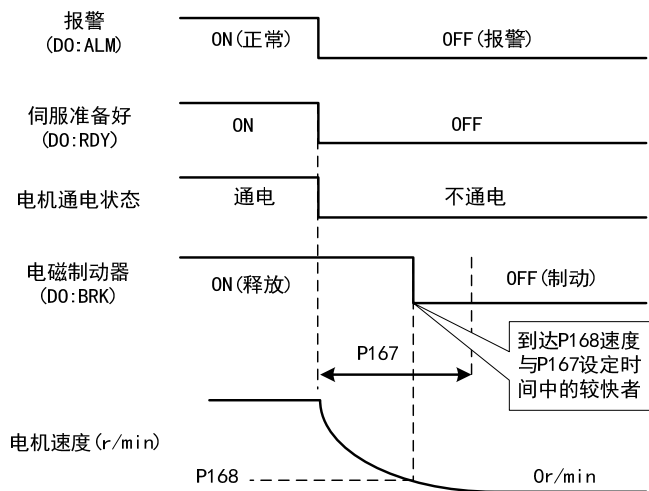 报警
(DO:ALM)
ON(正常)
OFF(报警)
伺服准备好
(DO:RDY)
ON
OFF
电机通电状态
通电
不通电
电磁制动器
(DO:BRK)
ON(释放)
OFF(制动)
P167
到达P168速度
与P167设定时
间中的较快者
电机速度(r/min)
P168
0r/min